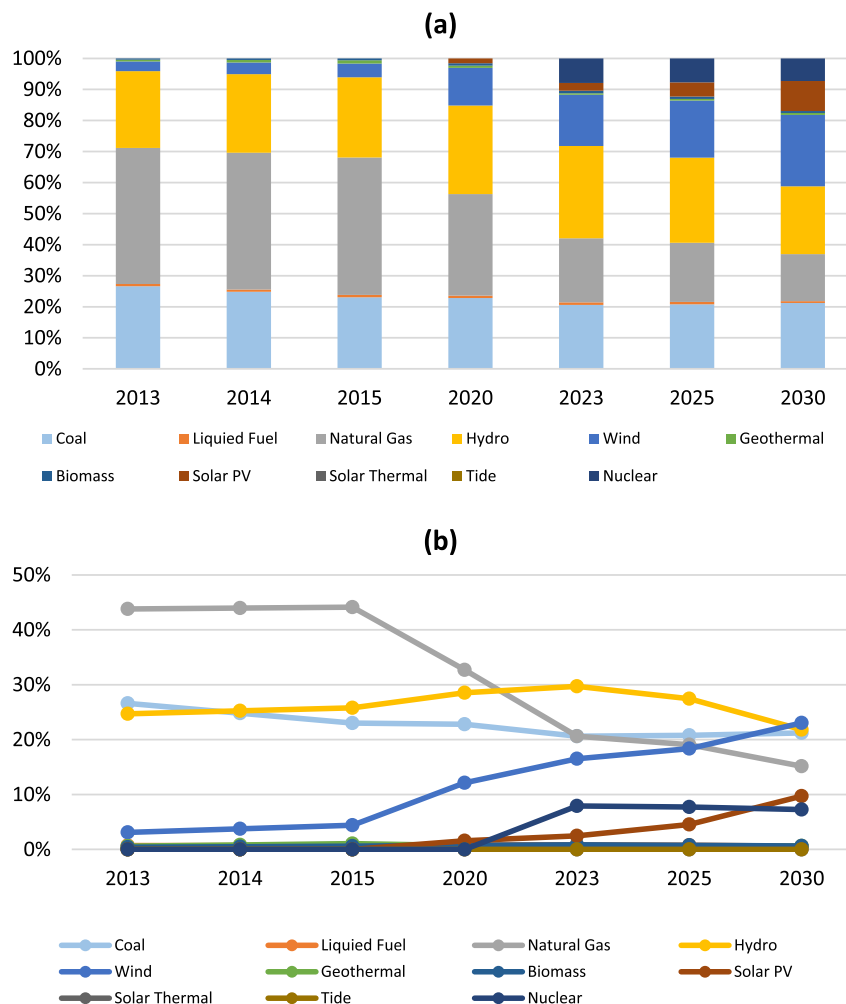 (a)
100%
90%
80%
70%
60%
50%
40%
30%
20%
10%
0%
2013 2014 2015 2020 2023 2025 2030
Coal Liquied Fuel Natural Gas Hydro Wind Geothermal
Biomass Solar PV Solar Thermal Tide Nuclear
(b)
50%
40%
30%
20%
10%
0%
2013 2014 2015 2020 2023 2025 2030
Coal Liquied Fuel Natural Gas Hydro
Wind Geothermal Biomass Solar PV
Solar Thermal Tide Nuclear